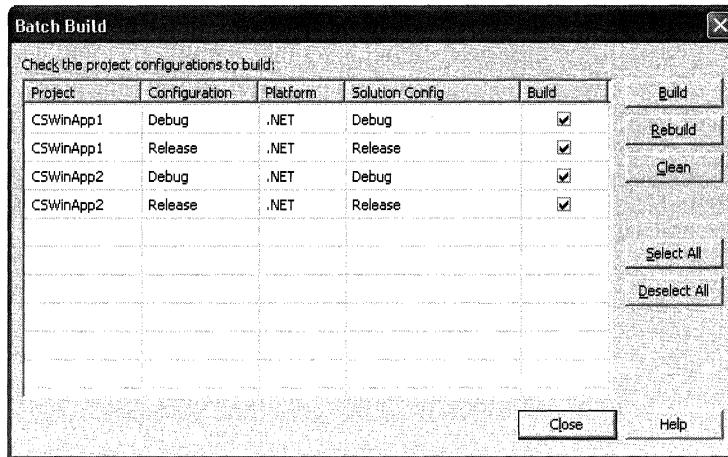 Batch Build
Check the project configurations to build:
Project Configuration Platform Solution Config Build
CSWinApp1 Debug .NET Debug
CSWinApp1 Release .NET Release
CSWinApp2 Debug .NET Debug
CSWinApp2 Release .NET Release
Build
Rebuild
Clean
Select All
Deselect All
Close Help